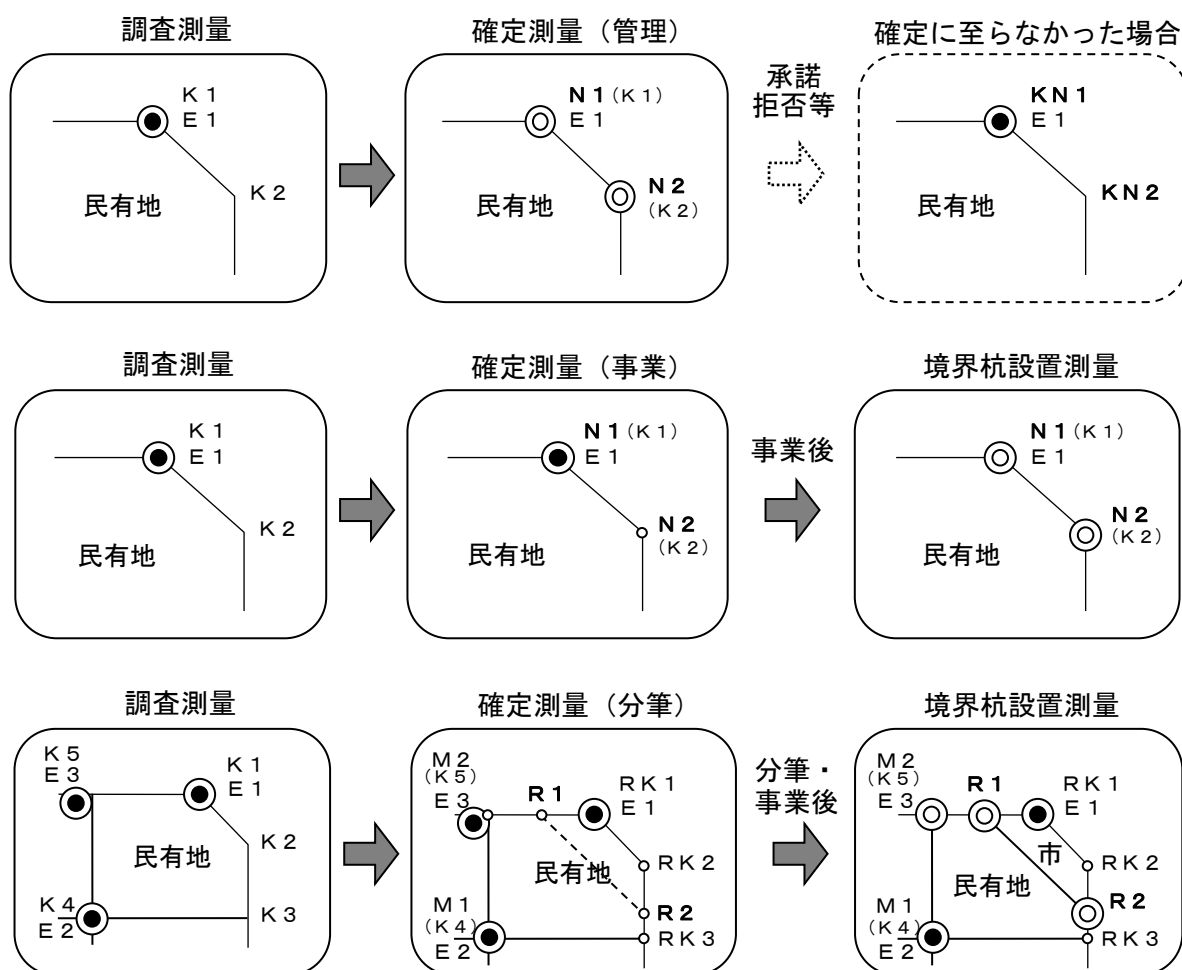 調査測量
Ｋ１
Ｅ１
Ｋ２
民有地
確定測量（管理）
Ｎ１(Ｋ１)
Ｅ１
Ｎ２
(Ｋ２)
民有地
承諾
拒否等
確定に至らなかった場合
KN１
Ｅ１
KN２
民有地
調査測量
Ｋ１
Ｅ１
Ｋ２
民有地
確定測量（事業）
Ｎ１(Ｋ１)
Ｅ１
Ｎ２
(Ｋ２)
民有地
事業後
境界杭設置測量
Ｎ１(Ｋ１)
Ｅ１
Ｎ２
(Ｋ２)
民有地
調査測量
Ｋ５
Ｅ３
Ｋ１
Ｅ１
Ｋ２
民有地
Ｋ４
Ｅ２
Ｋ３
確定測量（分筆）
Ｍ２
(Ｋ５)
Ｅ３
Ｒ１
ＲＫ１
Ｅ１
ＲＫ２
民有地
Ｍ１
(Ｋ４)
Ｅ２
Ｒ２
ＲＫ３
分筆・
事業後
境界杭設置測量
Ｍ２
(Ｋ５)
Ｅ３
Ｒ１
ＲＫ１
Ｅ１
市
ＲＫ２
民有地
Ｍ１
(Ｋ４)
Ｅ２
Ｒ２
ＲＫ３